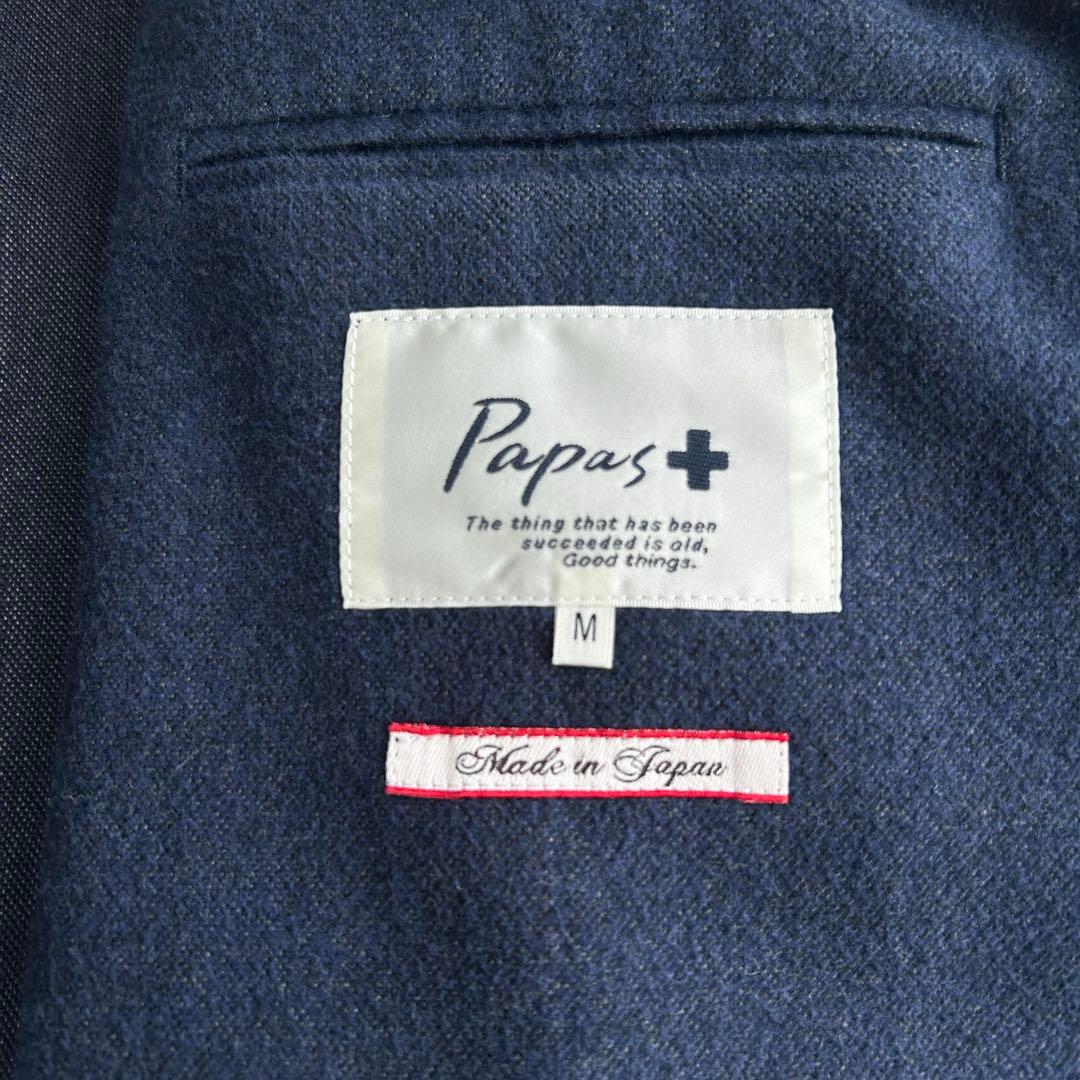 Papas+
The thing that has been
succeeded is old,
Good things.
M
Made in Japan